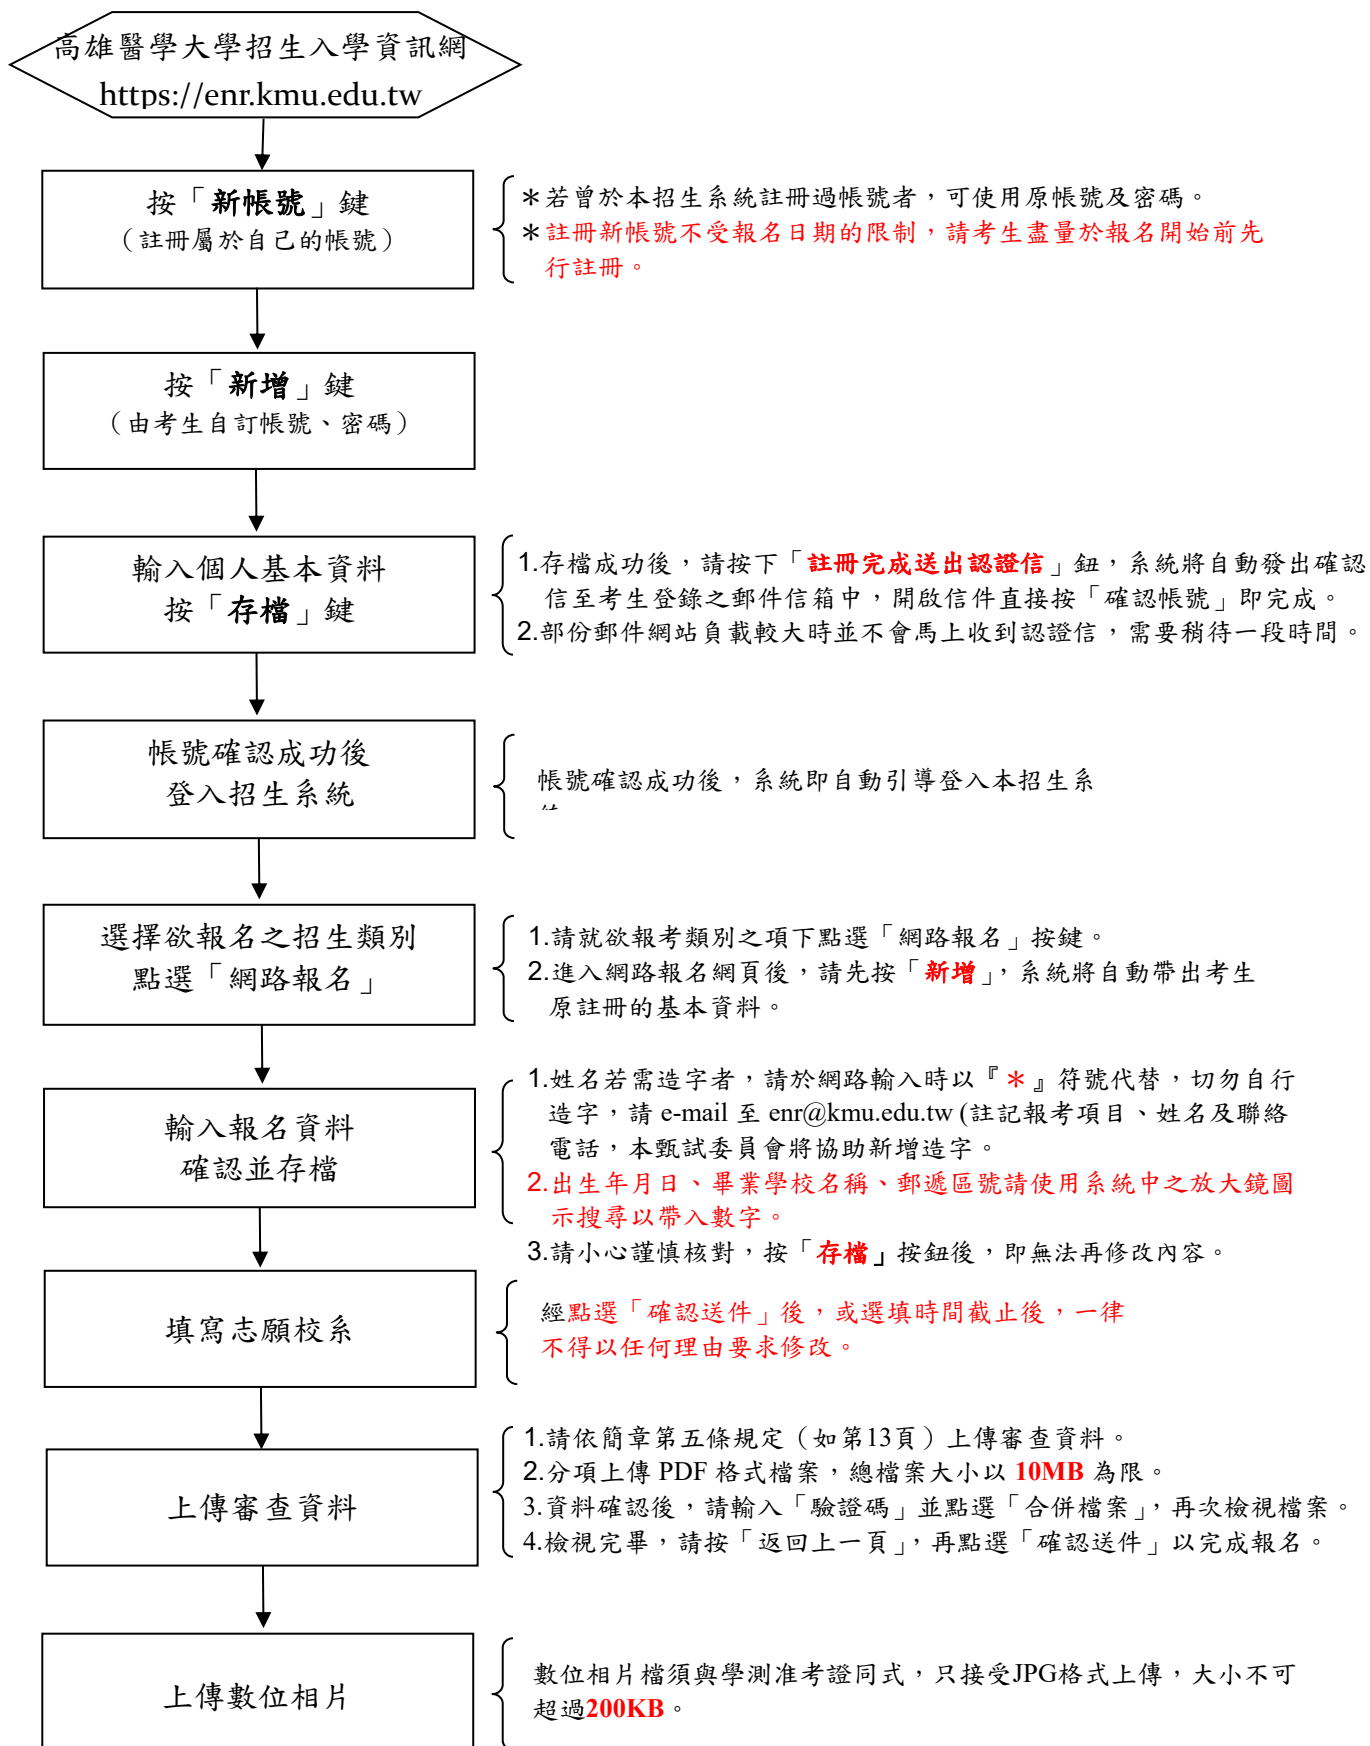 高雄醫學大學招生入學資訊網
https://enr.kmu.edu.tw
按「新帳號」鍵
（註冊屬於自己的帳號）
＊若曾於本招生系統註冊過帳號者，可使用原帳號及密碼。
＊註冊新帳號不受報名日期的限制，請考生盡量於報名開始前先
行註冊。
按「新增」鍵
（由考生自訂帳號、密碼）
輸入個人基本資料
按「存檔」鍵
1.存檔成功後，請按下「註冊完成送出認證信」鈕，系統將自動發出確認
信至考生登錄之郵件信箱中，開啟信件直接按「確認帳號」即完成。
2.部份郵件網站負載較大時並不會馬上收到認證信，需要稍待一段時間。
帳號確認成功後
登入招生系統
帳號確認成功後，系統即自動引導登入本招生系
選擇欲報名之招生類別
點選「網路報名」
1.請就欲報考類別之項下點選「網路報名」按鍵。
2.進入網路報名網頁後，請先按「新增」，系統將自動帶出考生
原註冊的基本資料。
輸入報名資料
確認並存檔
1.姓名若需造字者，請於網路輸入時以『＊』符號代替，切勿自行
造字，請 e-mail 至 enr@kmu.edu.tw (註記報考項目、姓名及聯絡
電話，本甄試委員會將協助新增造字。
2.出生年月日、畢業學校名稱、郵遞區號請使用系統中之放大鏡圖
示搜尋以帶入數字。
3.請小心謹慎核對，按「存檔」按鈕後，即無法再修改內容。
填寫志願校系
經點選「確認送件」後，或選填時間截止後，一律
不得以任何理由要求修改。
上傳審查資料
1.請依簡章第五條規定（如第13頁）上傳審查資料。
2.分項上傳 PDF 格式檔案，總檔案大小以 10MB 為限。
3.資料確認後，請輸入「驗證碼」並點選「合併檔案」，再次檢視檔案。
4.檢視完畢，請按「返回上一頁」，再點選「確認送件」以完成報名。
上傳數位相片
數位相片檔須與學測准考證同式，只接受JPG格式上傳，大小不可
超過200KB。